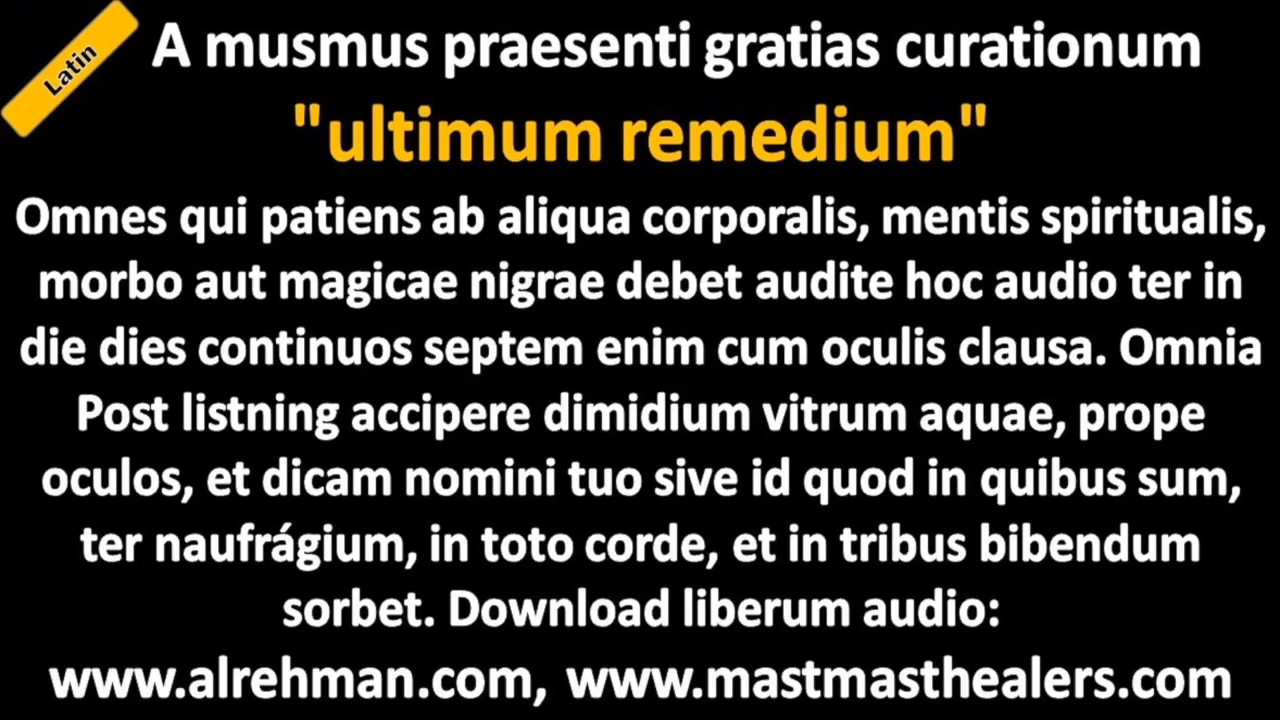 Latin
A musmus praesenti gratias curationum
"ultimum remedium"
Omnes qui patiens ab aliqua corporalis, mentis spiritualis,
morbo aut magicae nigrae debet audite hoc audio ter in
die dies continuos septem enim cum oculis clausa. Omnia
Post listning accipere dimidium vitrum aquae, prope
oculos, et dicam nomini tuo sive id quod in quibus sum,
ter naufrágium, in toto corde, et in tribus bibendum
sorbet. Download liberum audio:
www.alrehman.com, www.mastmasthealers.com